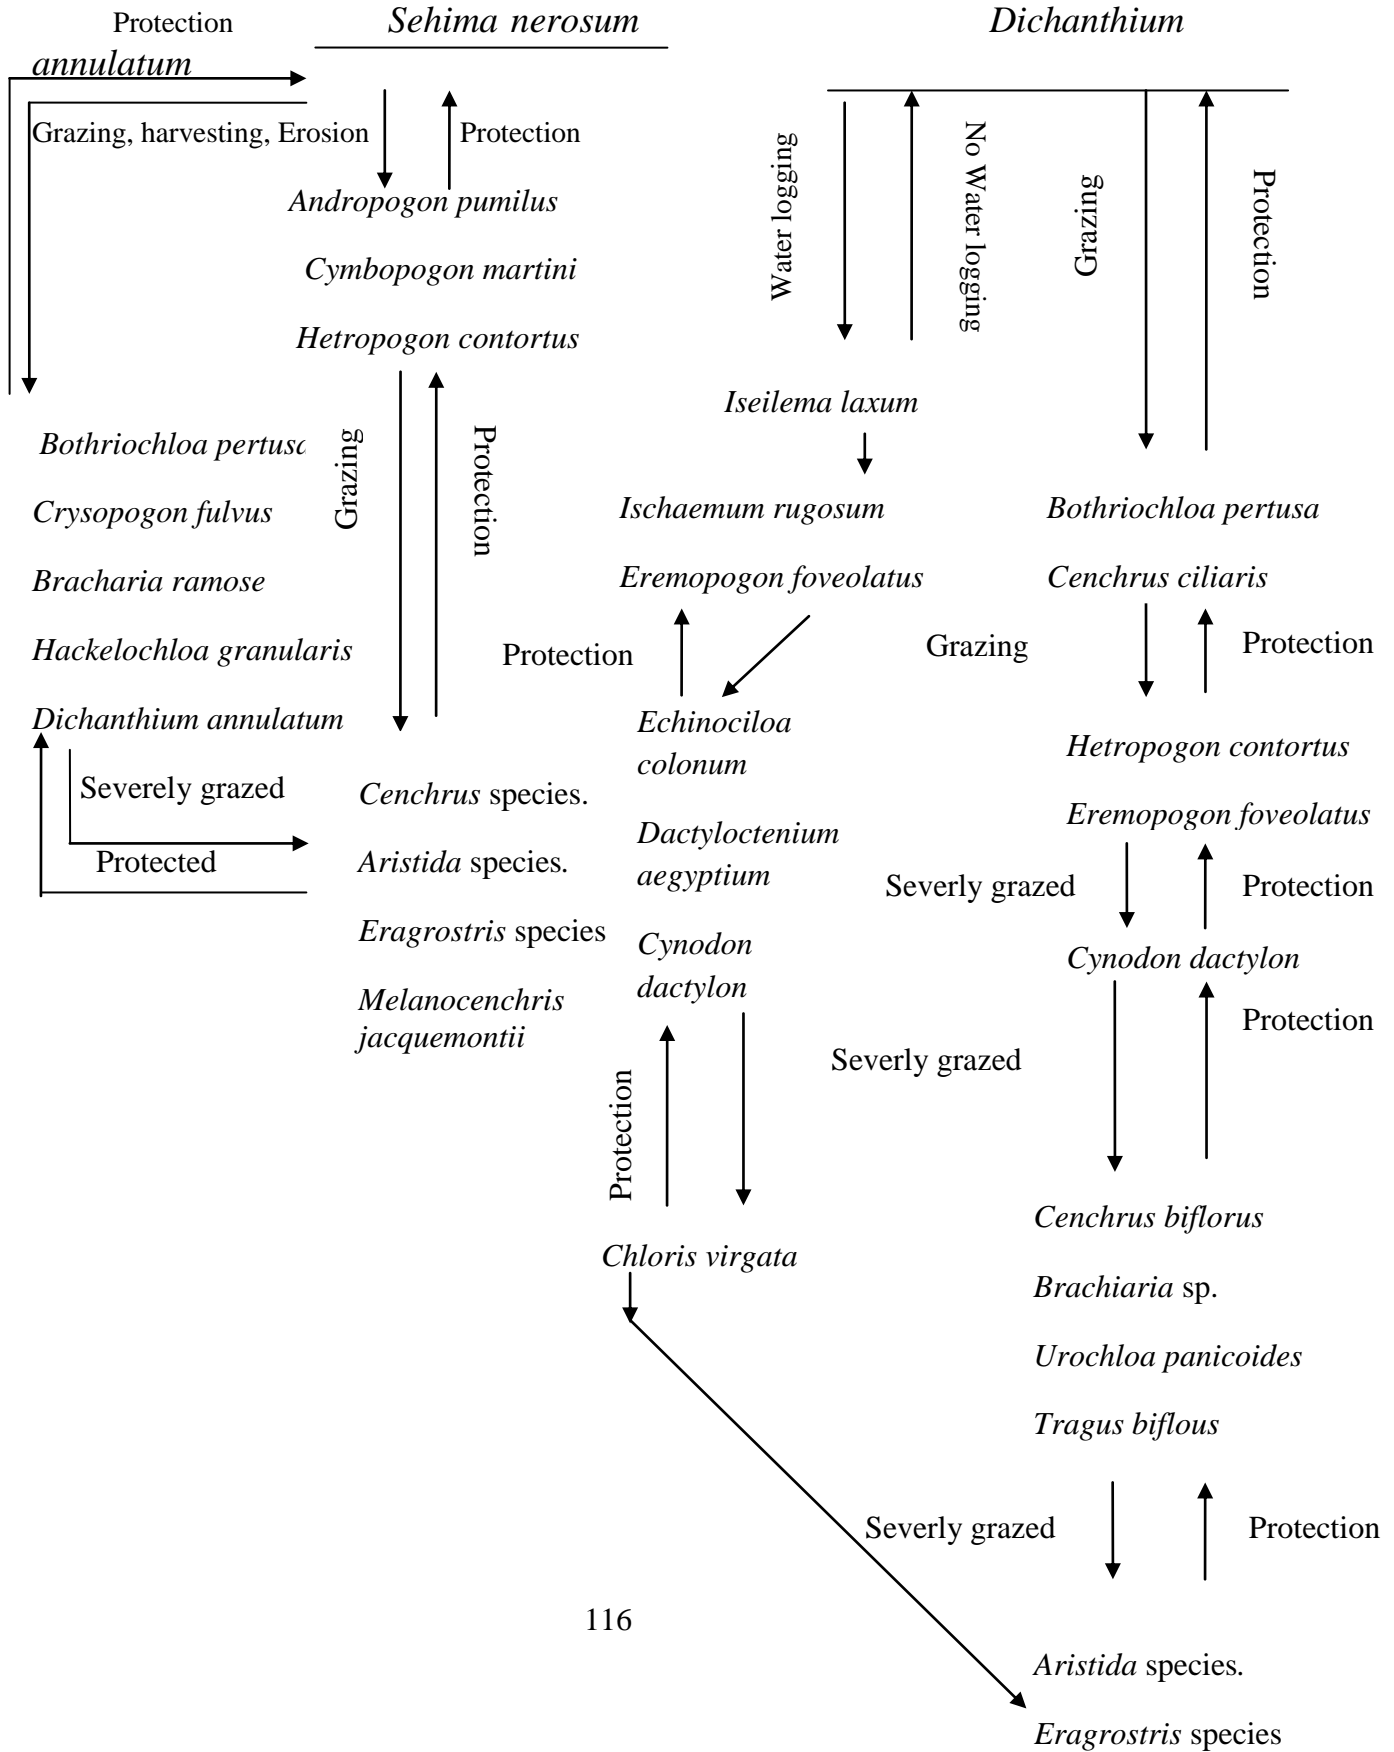 Protection
Sehima nerosum
Dichanthium
annulatum
Grazing, harvesting, Erosion
Protection
Water logging
No Water logging
Grazing
Protection
Andropogon pumilus
Cymbopogon martini
Hetropogon contortus
Iseilema laxum
Bothriochloa pertusa
Crysopogon fulvus
Bracharia ramose
Hackelochloa granularis
Dichanthium annulatum
Grazing
Protection
Ischaemum rugosum
Eremopogon foveolatus
Bothriochloa pertusa
Cenchrus ciliaris
Protection
Grazing
Protection
Echinociloa
colonum
Dactyloctenium
aegyptium
Cynodon
dactylon
Hetropogon contortus
Eremopogon foveolatus
Severely grazed
Protected
Cenchrus species.
Aristida species.
Eragrostris species
Melanocenchris
jacquemontii
Severly grazed
Protection
Cynodon dactylon
Protection
Severly grazed
Protection
Chloris virgata
Cenchrus biflorus
Brachiaria sp.
Urochloa panicoides
Tragus biflous
Severly grazed
Protection
116
Aristida species.
Eragrostris species